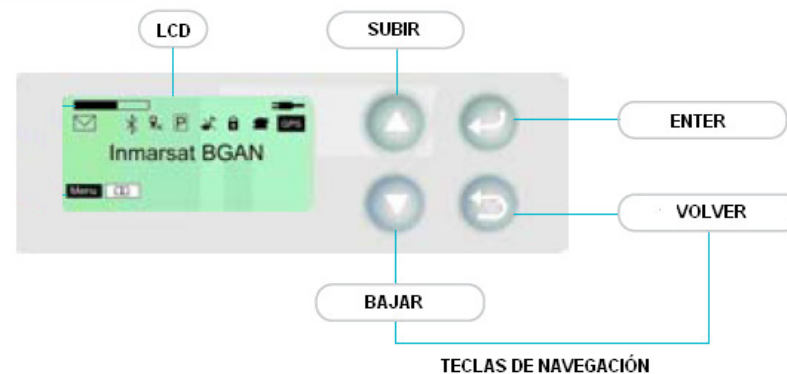 LCD
SUBIR
P
GPS
Inmarsat BGAN
Menu
ENTER
VOLVER
BAJAR
TECLAS DE NAVEGACIÓN